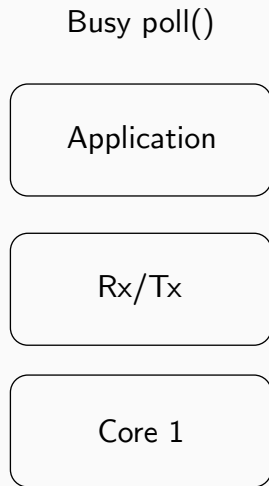 Busy poll()
Application
Rx/Tx
Core 1